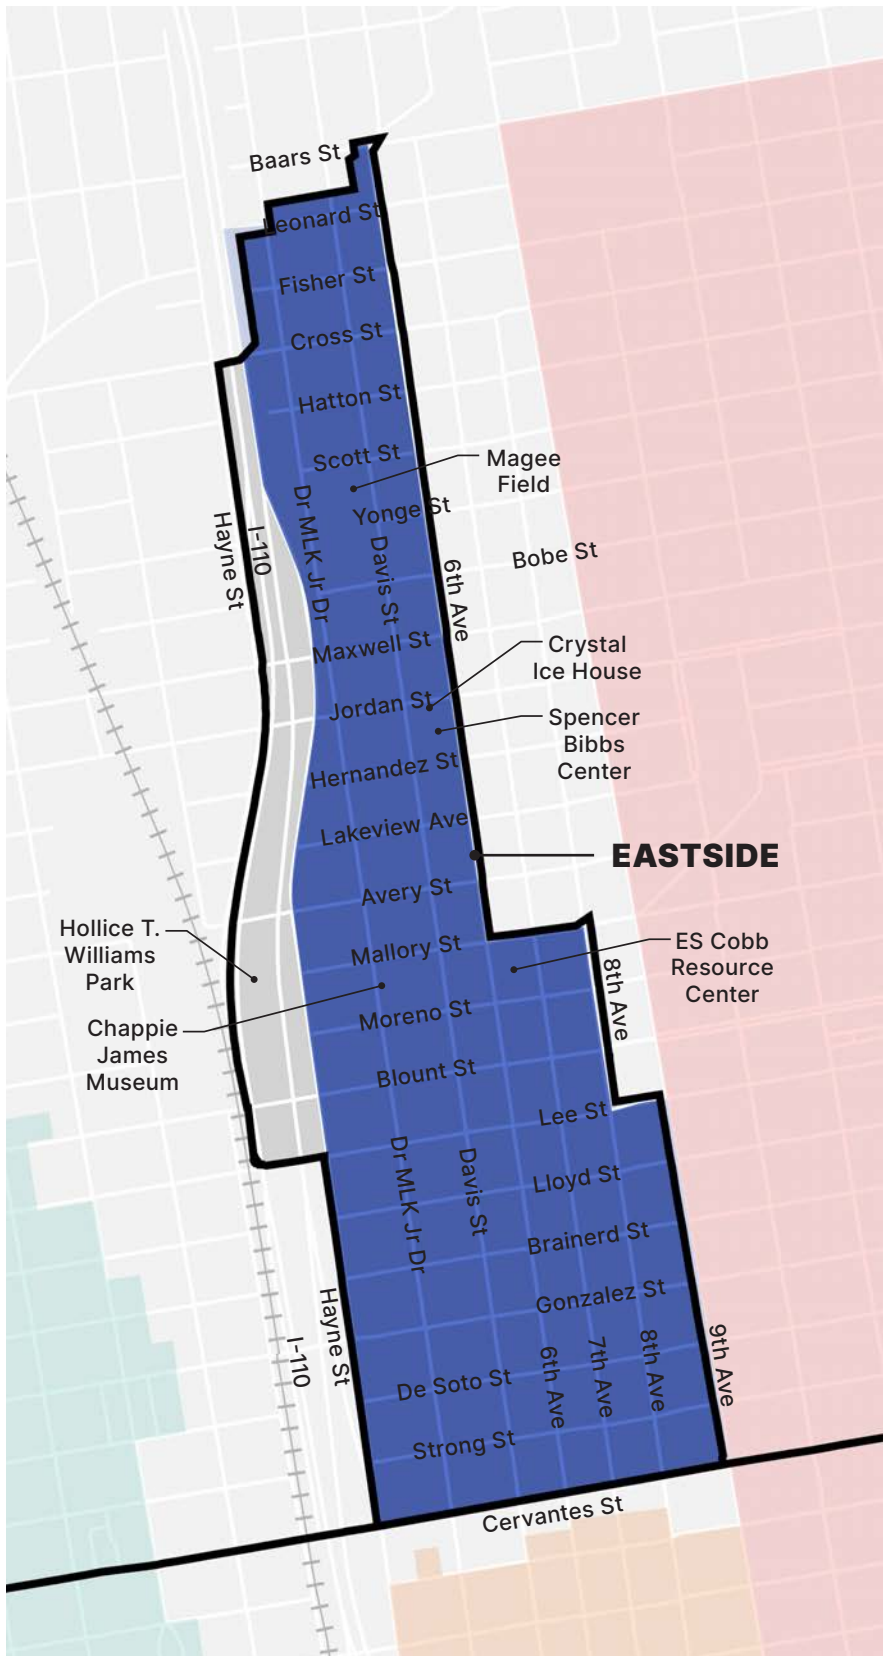 Baars St
Leonard St
Fisher St
Cross St
Hatton St
Scott St
Magee
Field
Yonge St
Dr MLK Jr Dr
Davis St
Hayne St
I-110
Bobe St
6th Ave
Maxwell St
Crystal
Ice House
Jordan St
Spencer
Bibbs
Center
Hernandez St
Lakeview Ave
EASTSIDE
Avery St
Hollice T.
Williams
Park
Mallory St
ES Cobb
Resource
Center
8th Ave
Chappie
James
Museum
Moreno St
Blount St
Lee St
Dr MLK Jr Dr
Davis St
Lloyd St
Brainerd St
Gonzalez St
Hayne St
I-110
6th Ave
7th Ave
8th Ave
9th Ave
De Soto St
Strong St
Cervantes St